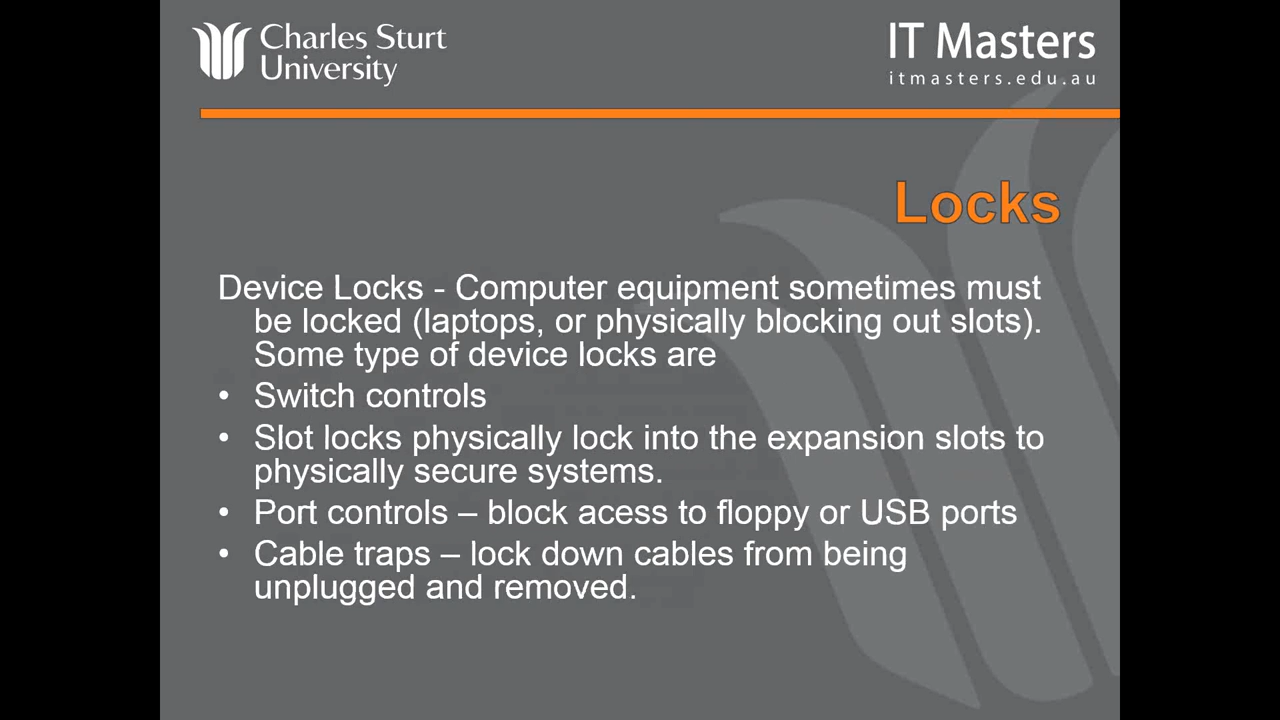 Charles Sturt
University
IT Masters
itmasters.edu.au
Locks
Device Locks - Computer equipment sometimes must
be locked (laptops, or physically blocking out slots).
Some type of device locks are
• Switch controls
• Slot locks physically lock into the expansion slots to
physically secure systems.
• Port controls – block acess to floppy or USB ports
• Cable traps – lock down cables from being
unplugged and removed.